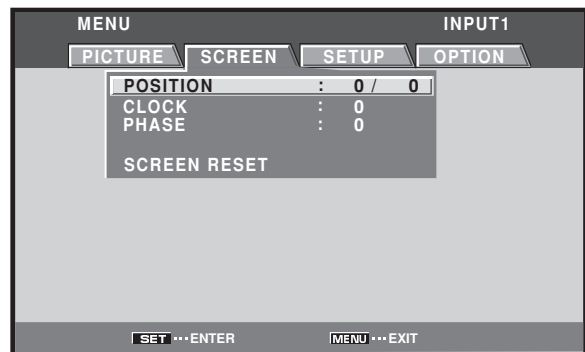 MENU INPUT1
PICTURE SCREEN SETUP OPTION
POSITION : 0 / 0
CLOCK : 0
PHASE : 0
SCREEN RESET
SET ··· ENTER MENU ··· EXIT